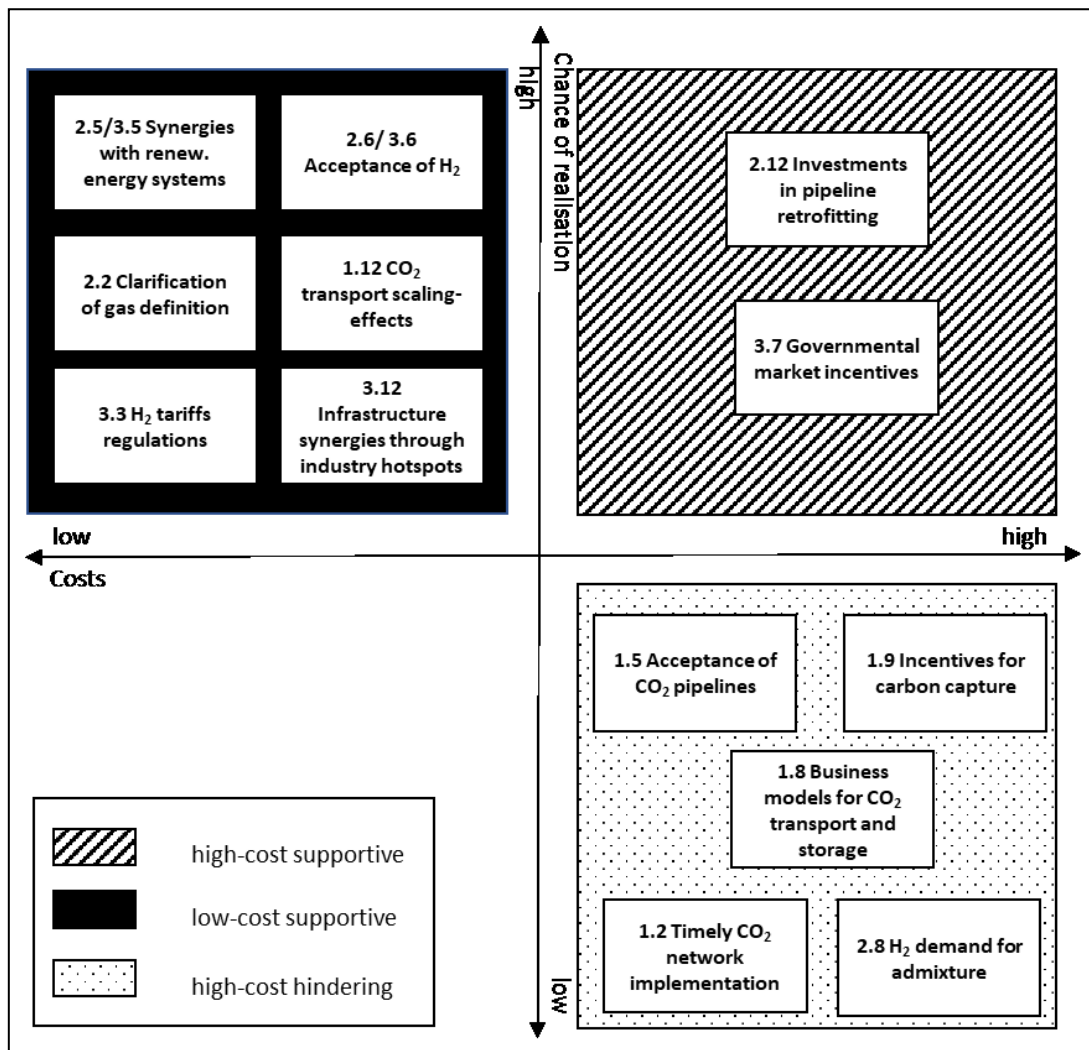 high
Chance of realisation
2.5/3.5 Synergies
with renew.
energy systems
2.6/ 3.6
Acceptance of H₂
2.2 Clarification
of gas definition
1.12 CO₂
transport scaling-
effects
3.3 H₂ tariffs
regulations
3.12
Infrastructure
synergies through
industry hotspots
2.12 Investments
in pipeline
retrofitting
3.7 Governmental
market incentives
low
high
Costs
1.5 Acceptance of
CO₂ pipelines
1.9 Incentives for
carbon capture
1.8 Business
models for CO₂
transport and
storage
1.2 Timely CO₂
network
implementation
2.8 H₂ demand for
admixture
low
high-cost supportive
low-cost supportive
high-cost hindering